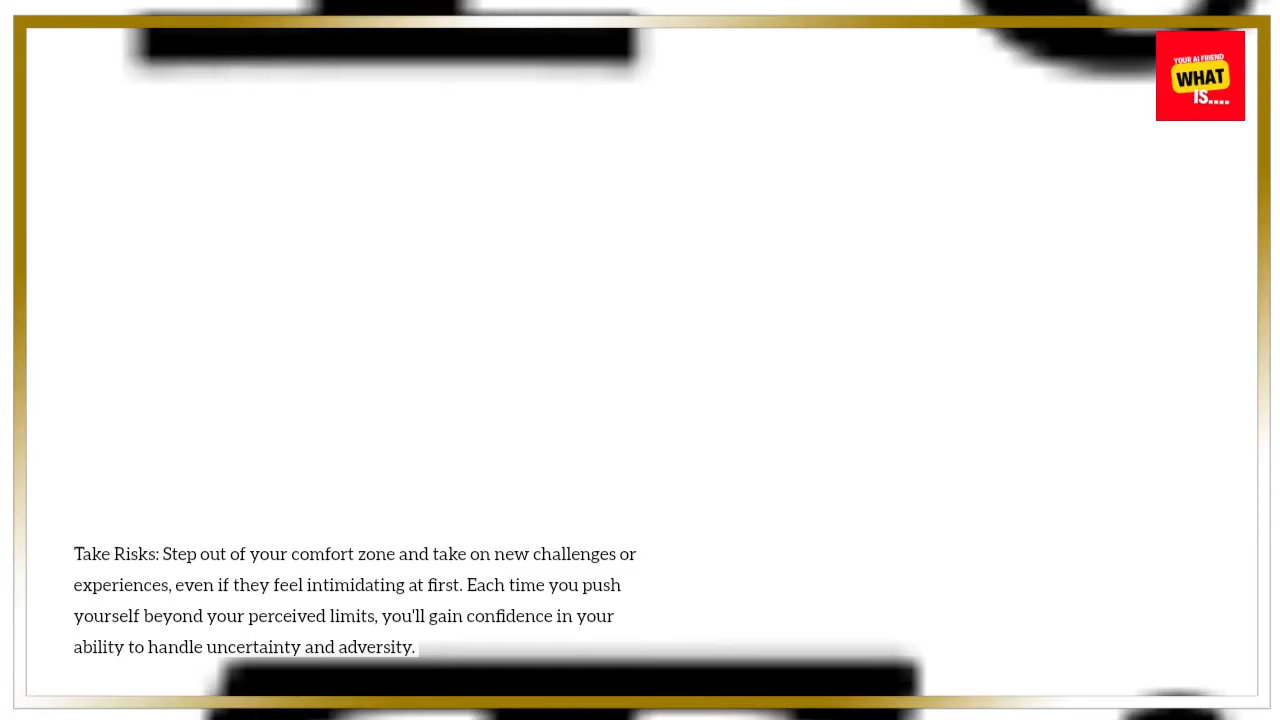 YOUR AI FRIEND
WHAT
IS....
Take Risks: Step out of your comfort zone and take on new challenges or
experiences, even if they feel intimidating at first. Each time you push
yourself beyond your perceived limits, you'll gain confidence in your
ability to handle uncertainty and adversity.